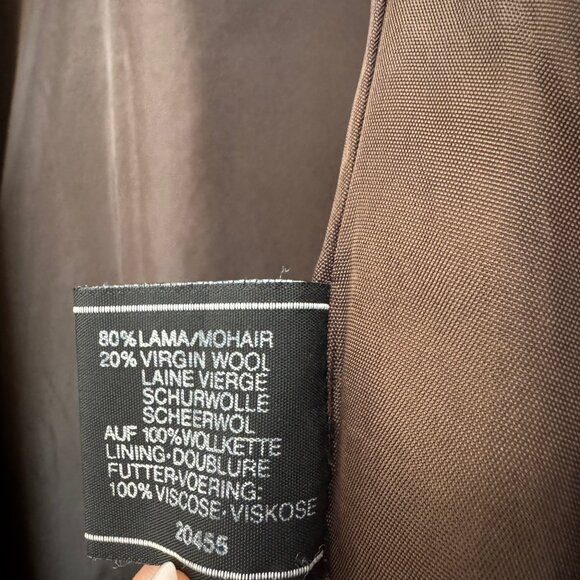 80% LAMA/MOHAIR
20% VIRGIN WOOL
LAINE VIERGE
SCHURWOLLE
SCHEERWOL
AUF 100% WOLLKETTE
LINING·DOUBLURE
FUTTER·VOERING:
100% VISCOSE·VISKOSE
20455